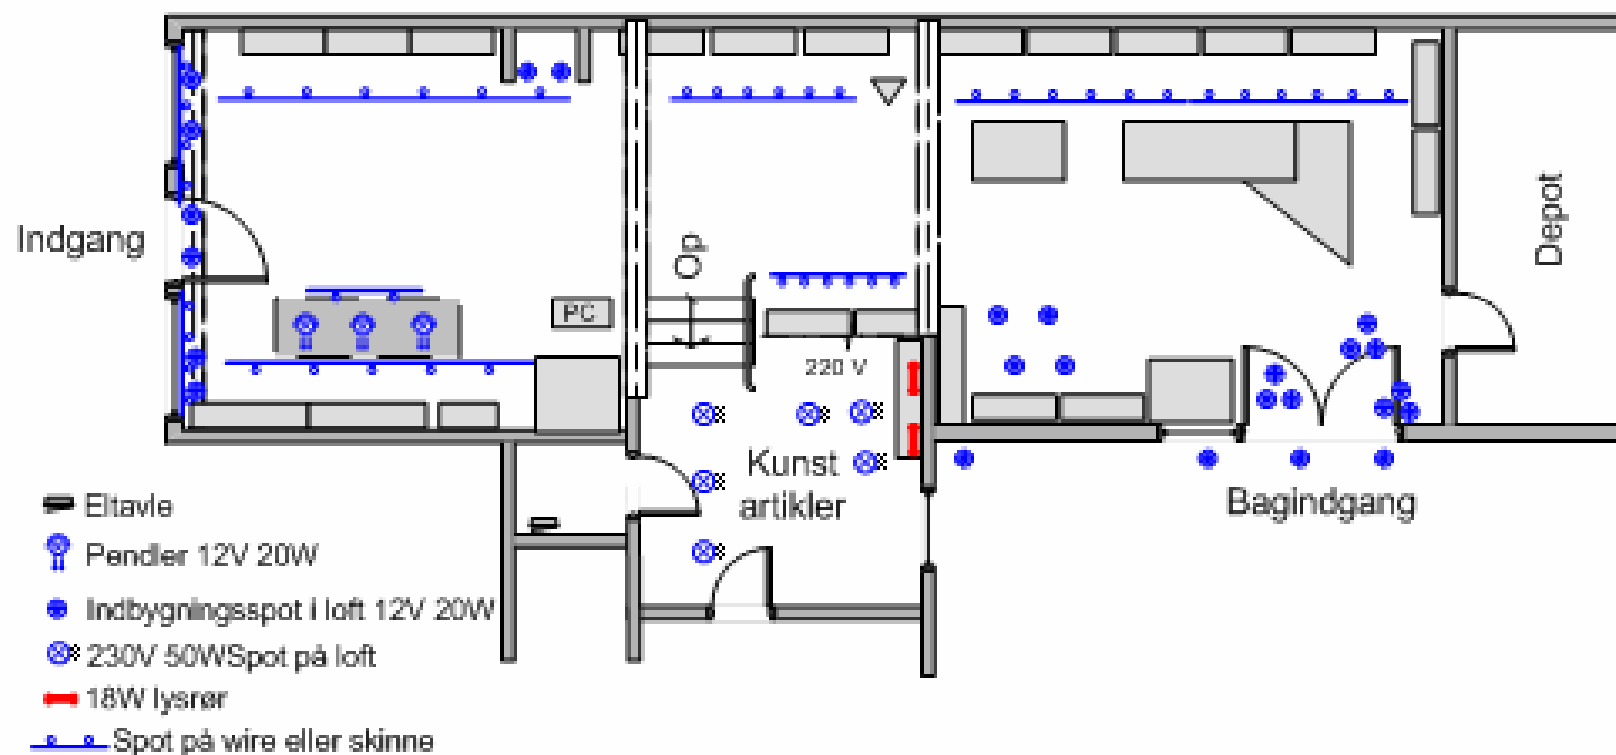 Indgang
Op
PC
220 V
Kunst
artikler
Depot
Bagindgang
Eltavle
Pendler 12V 20W
Indbygningsspot i loft 12V 20W
230V 50WSpot på loft
18W lysrør
Spot på wire eller skinne